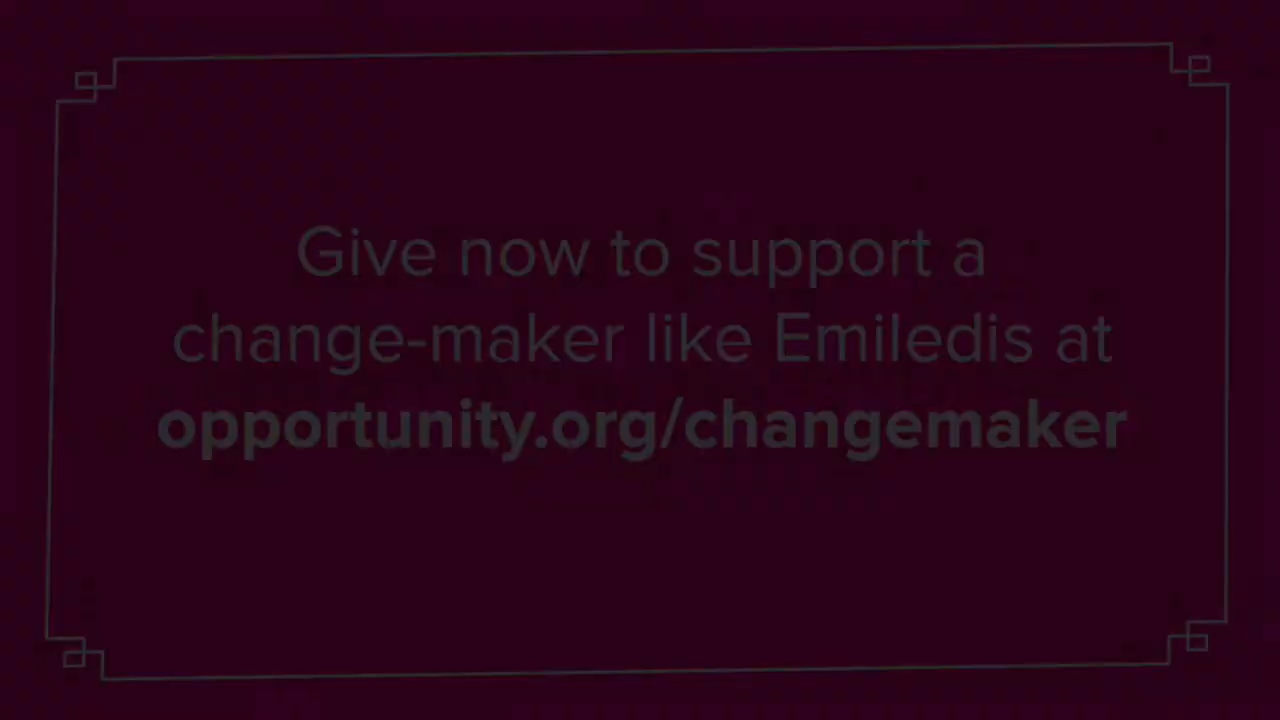 Give now to support a
change-maker like Emiledis at
opportunity.org/changemaker